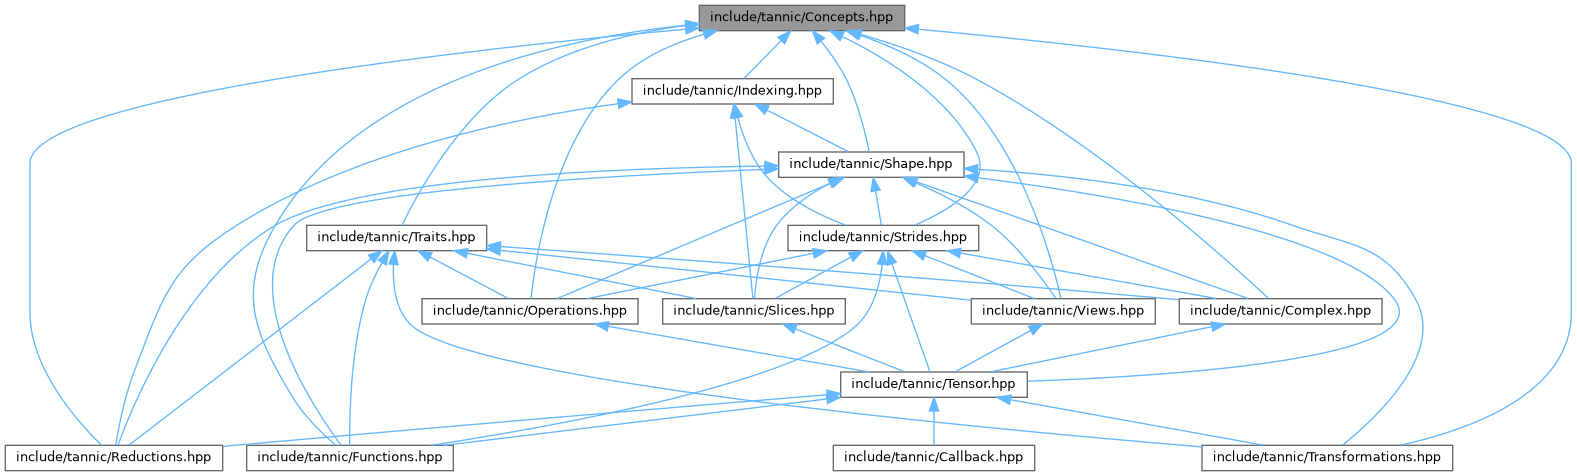 include/tannic/Concepts.hpp
include/tannic/Indexing.hpp
include/tannic/Shape.hpp
include/tannic/Traits.hpp
include/tannic/Strides.hpp
include/tannic/Operations.hpp
include/tannic/Slices.hpp
include/tannic/Views.hpp
include/tannic/Complex.hpp
include/tannic/Tensor.hpp
include/tannic/Reductions.hpp
include/tannic/Functions.hpp
include/tannic/Callback.hpp
include/tannic/Transformations.hpp